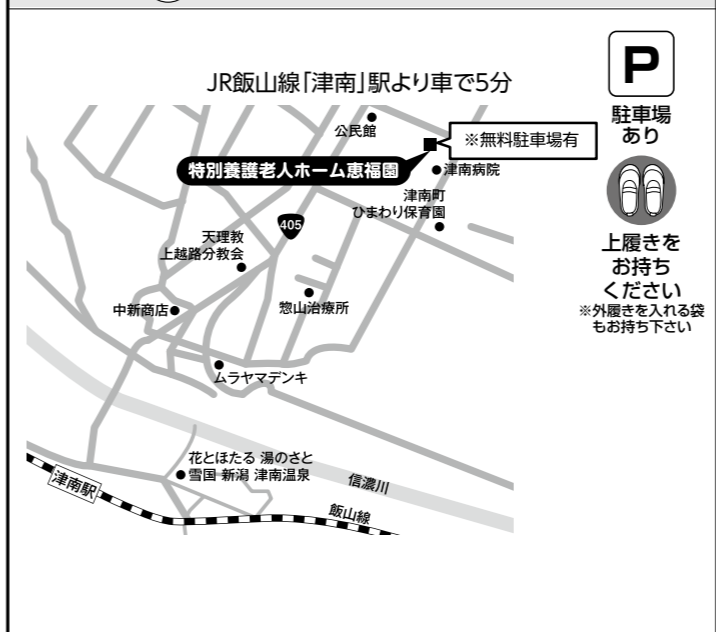 JR飯山線「津南」駅より車で5分
P
駐車場
あり
公民館
※無料駐車場有
特別養護老人ホーム恵福園
津南病院
津南町
ひまわり保育園
405
天理教
上越路分教会
上履きを
お持ち
ください
※外履きを入れる袋
もお持ち下さい
中新商店
惣山治療所
ムラヤマデンキ
花とほたる 湯のさと
雪国 新潟 津南温泉
信濃川
津南駅
飯山線